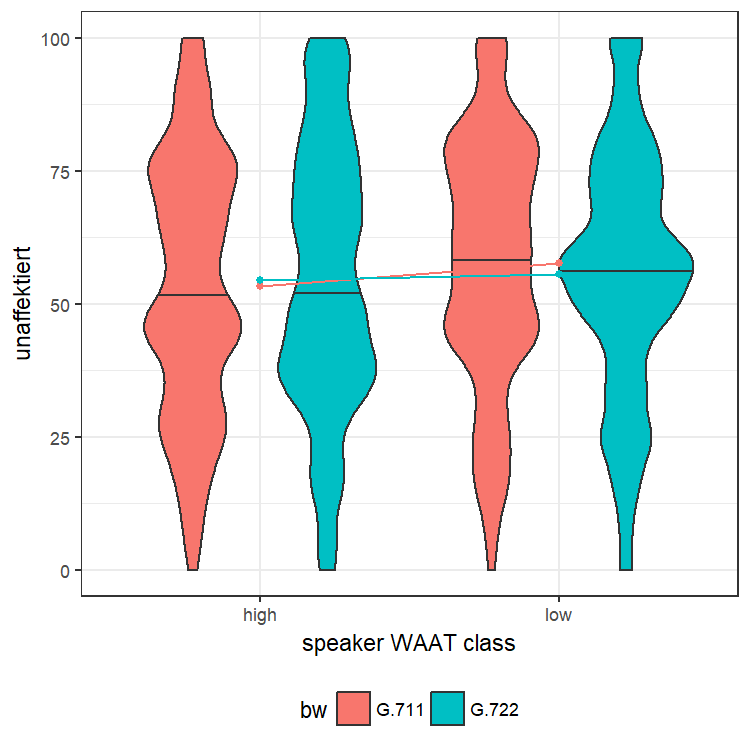 100
75
50
25
0
unaffektiert
high low
speaker WAAT class
bw G.711 G.722